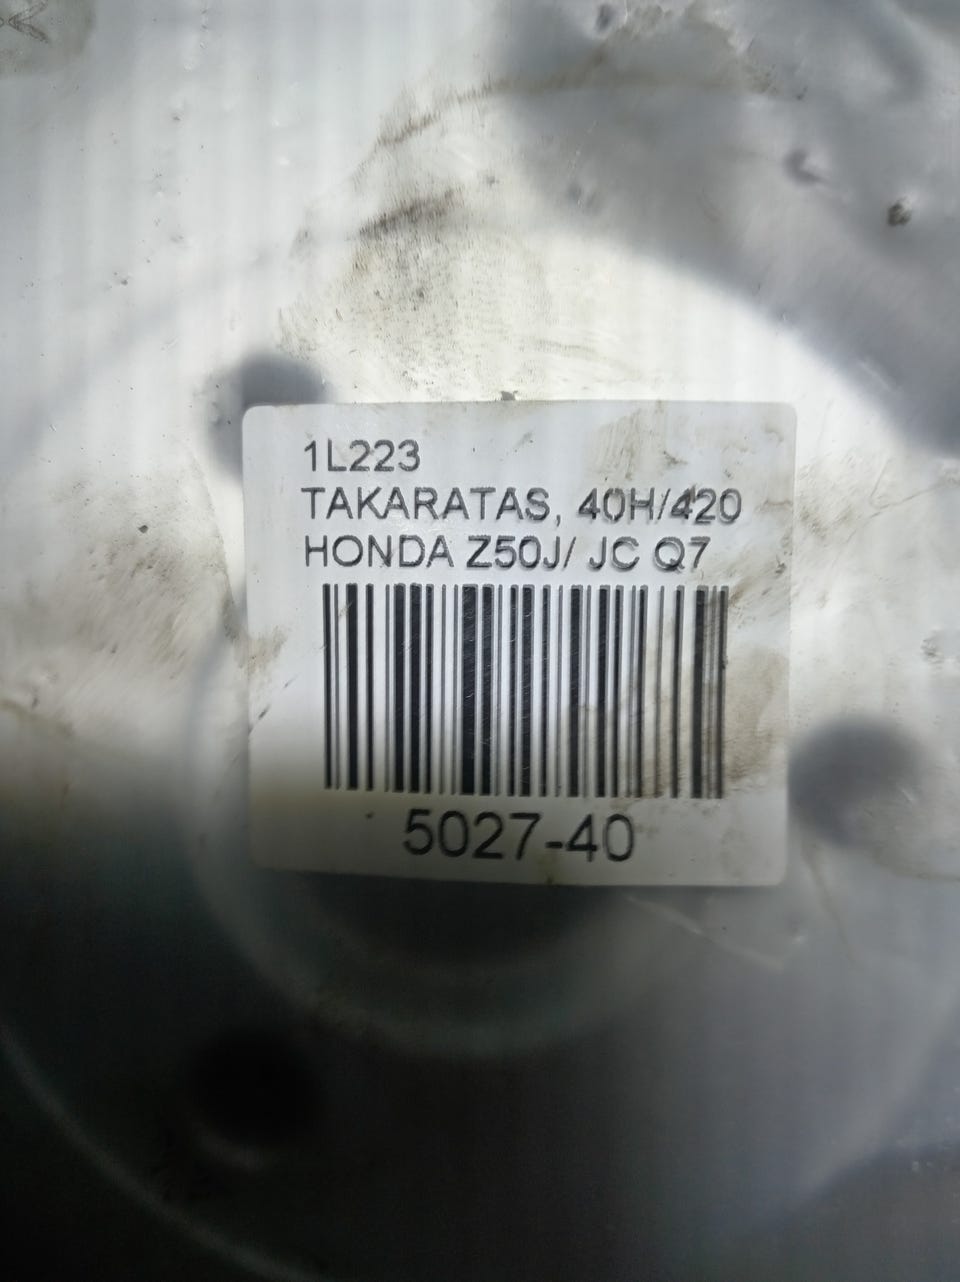 1L223
TAKARATAS, 40H/420
HONDA Z50J/ JC Q7
5027-40